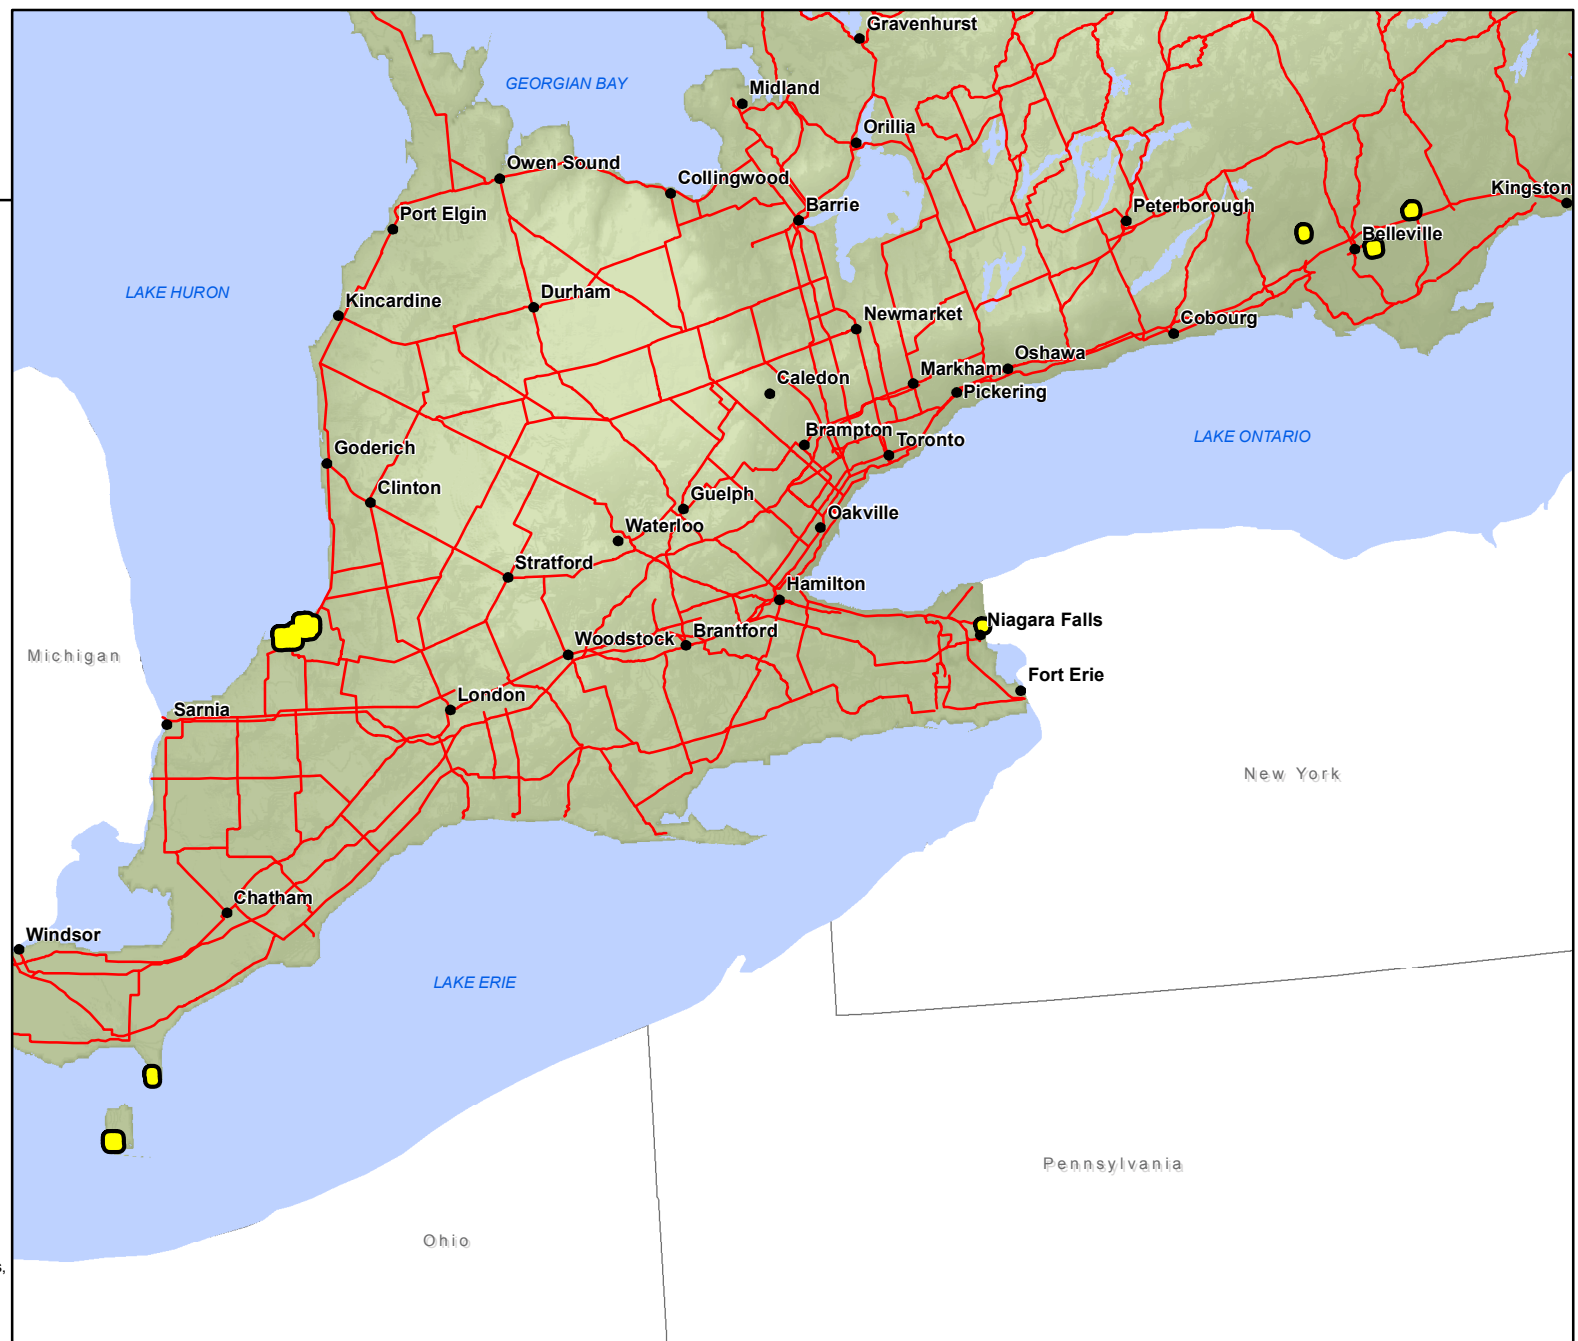 Gravenhurst
GEORGIAN BAY
Midland
Orillia
Owen Sound
Collingwood
Kingston
Barrie
Peterborough
Port Elgin
Belleville
LAKE HURON
Durham
Kincardine
Newmarket
Cobourg
Oshawa
Markham
Caledon
Pickering
Brampton
Toronto
LAKE ONTARIO
Goderich
Clinton
Guelph
Oakville
Waterloo
Stratford
Hamilton
Niagara Falls
Brantford
Woodstock
Michigan
Fort Erie
London
Sarnia
New York
Chatham
Windsor
LAKE ERIE
Pennsylvania
Ohio
s,